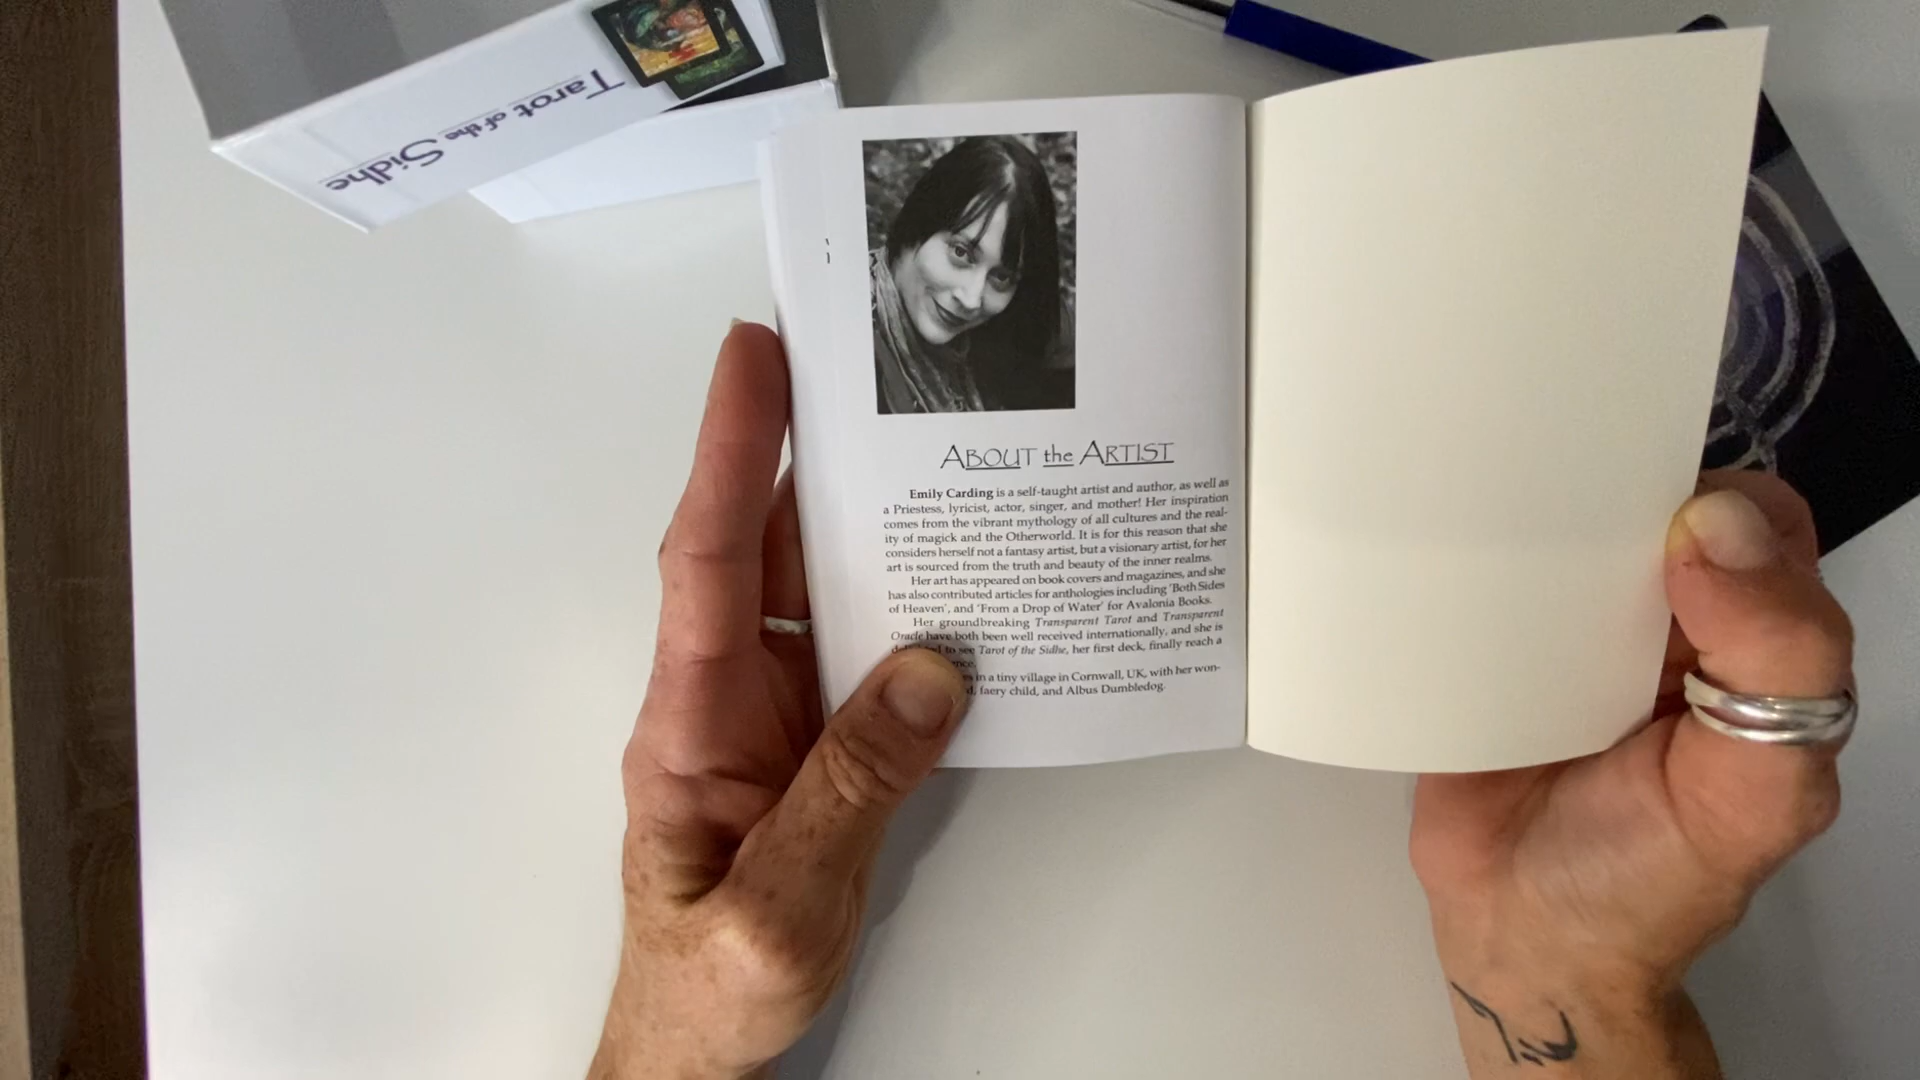 Tarot of the Sidhe
ABOUT the ARTIST
Emily Carding is a self-taught artist and author, as well as
a Priestess, lyricist, actor, singer, and mother! Her inspiration
comes from the vibrant mythology of all cultures and the real-
ity of magick and the Otherworld. It is for this reason that she
considers herself not a fantasy artist, but a visionary artist, for her
art is sourced from the truth and beauty of the inner realms.
Her art has appeared on book covers and magazines, and she
has also contributed articles for anthologies including 'Both Sides
of Heaven', and 'From a Drop of Water' for Avalonia Books.
Her groundbreaking Transparent Tarot and Transparent
Oracle have both been well received internationally, and she is
to see Tarot of the Sidhe, her first deck, finally reach a
in a tiny village in Cornwall, UK, with her won-
faery child, and Albus Dumbledog.